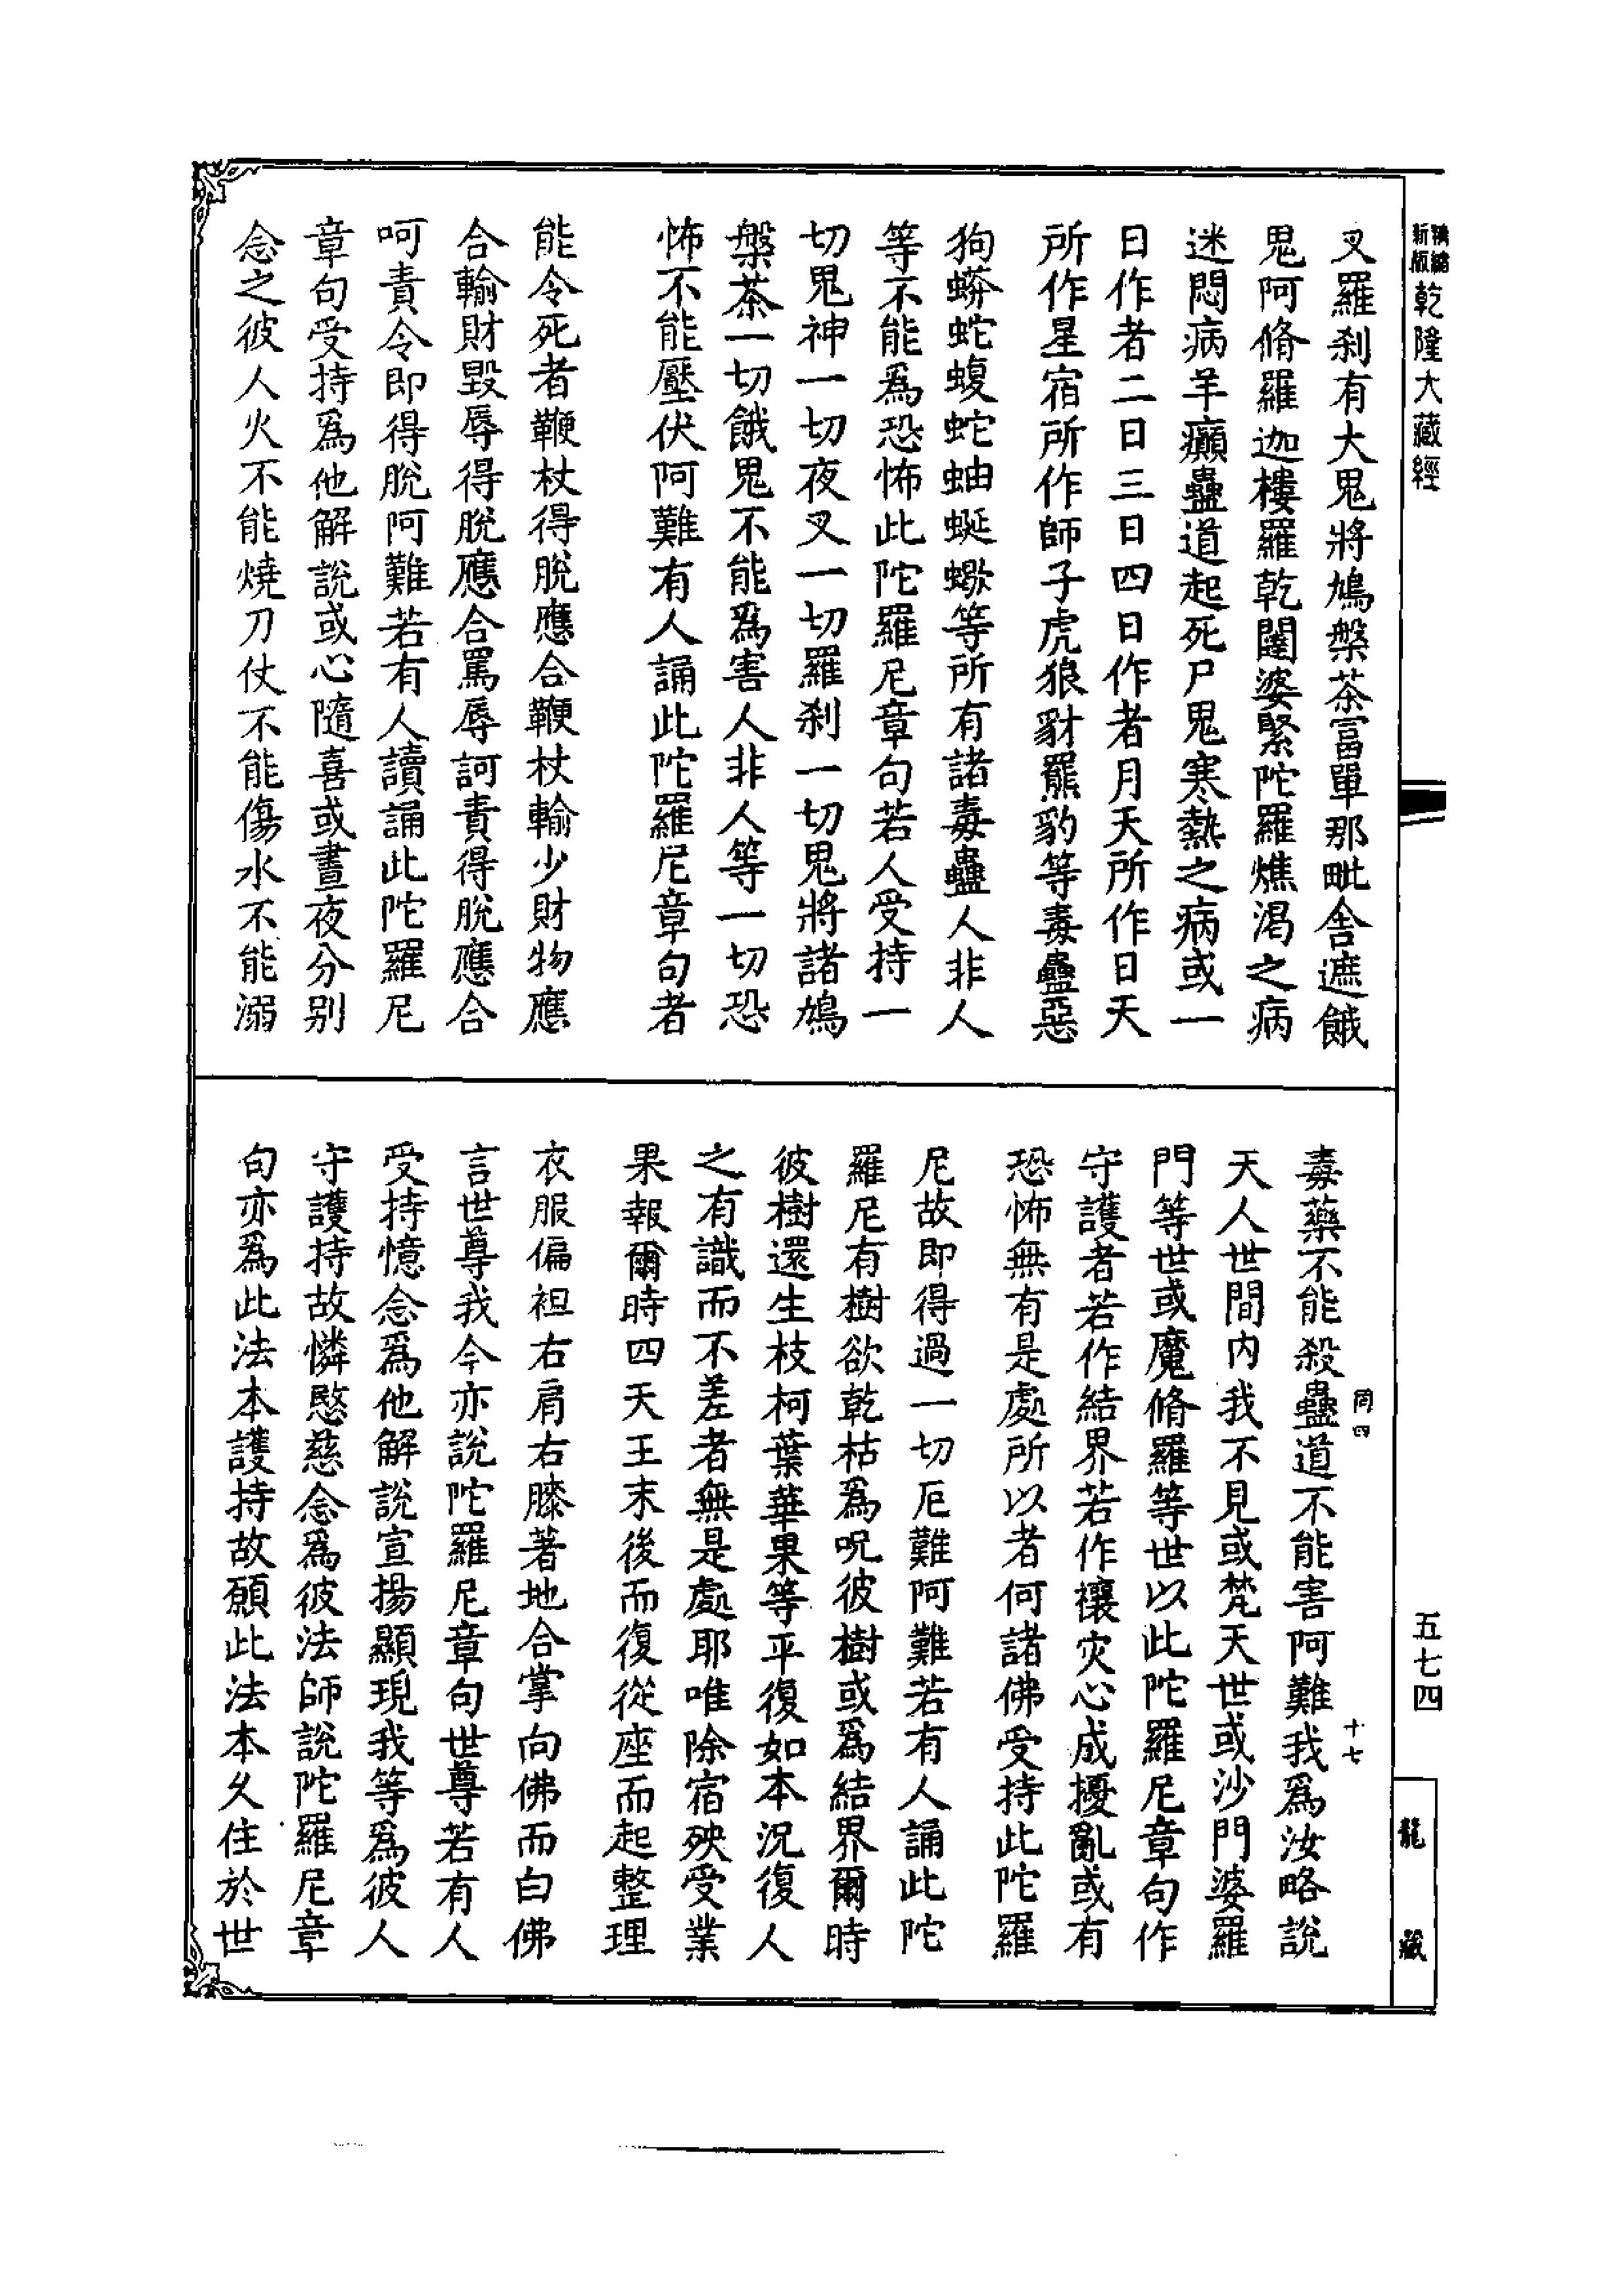 精縮新版乾隆大藏經
叉羅刹有大鬼將鳩槃茶富單那毗舍遮餓
鬼阿脩羅迦樓羅乾闥婆緊陀羅燋渴之病
迷悶病羊癲蠱道起死尸鬼寒熱之病或一
日作者二日三日四日作者月天所作日天
所作星宿所作師子虎狼豺羆豹等毒蠱惡
狗蟒蛇蝮蛇蚰蜒蠍等所有諸毒蠱人非人
等不能爲恐怖此陀羅尼章句若人受持一
切鬼神一切夜叉一切羅刹一切鬼將諸鳩
槃茶一切餓鬼不能爲害人非人等一切恐
怖不能壓伏阿難有人誦此陀羅尼章句者
能令死者鞭杖得脫應合鞭杖輸少財物應
合輸財毀辱得脫應合罵辱訶責得脫應合
呵責令即得脫阿難若有人讀誦此陀羅尼
章句受持爲他解說或心隨喜或晝夜分别
念之彼人火不能燒刀仗不能傷水不能溺
毒藥不能殺蠱道不能害阿難我爲汝略說
天人世間内我不見或梵天世或沙門婆羅
門等世或魔脩羅等世以此陀羅尼章句作
守護者若作結界若作禳灾心成擾亂或有
恐怖無有是處所以者何諸佛受持此陀羅
尼故即得過一切厄難阿難若有人誦此陀
羅尼有樹欲乾枯爲呪彼樹或爲結界爾時
彼樹還生枝柯葉華果等平復如本況復人
之有識而不差者無是處耶唯除宿殃受業
果報爾時四天王末後而復從座而起整理
衣服偏袒右肩右膝著地合掌向佛而白佛
言世尊我今亦說陀羅尼章句世尊若有人
受持憶念爲他解說宣揚顯現我等爲彼人
守護持故憐愍慈念爲彼法師說陀羅尼章
句亦爲此法本護持故願此法本久住於世
四
十七
五七四
龍藏